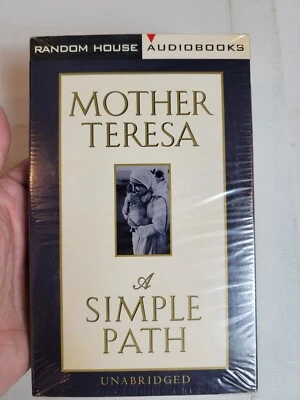 RANDOM HOUSE AUDIOBOOKS
MOTHER
TERESA
A
SIMPLE
PATH
UNABRIDGED